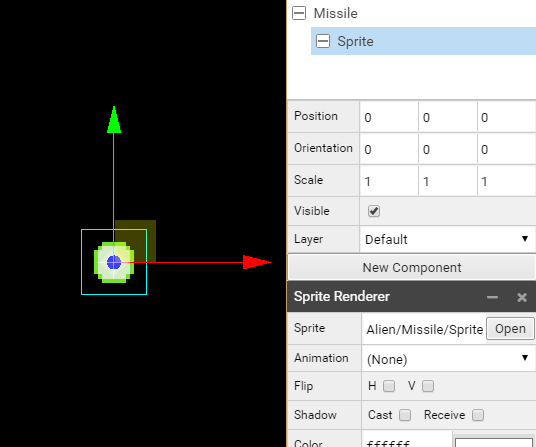 Missile
Sprite
Position 0 0 0
Orientation 0 0 0
Scale 1 1 1
Visible
Layer Default
New Component
Sprite Renderer
Sprite Alien/Missile/Sprite Open
Animation (None)
Flip H V
Shadow Cast Receive
Color ffffff